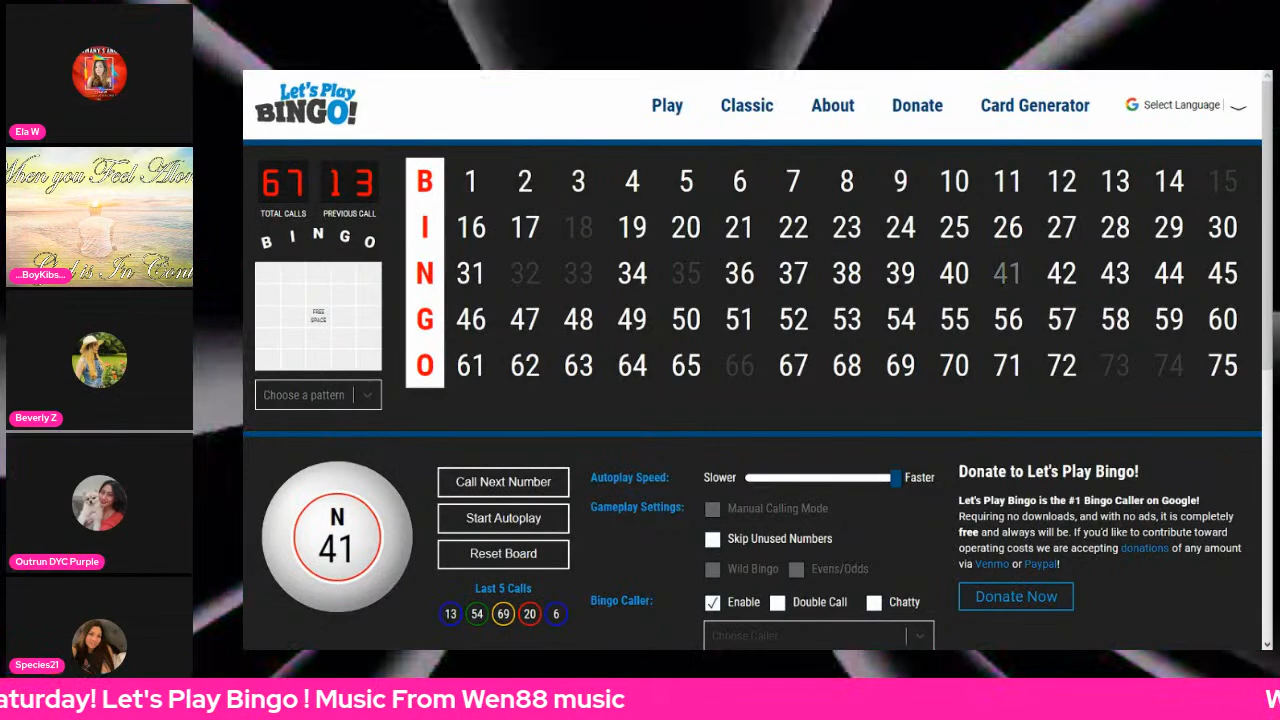 Ela W
When you Feel Alon
God is In Cont
...BoyKibs...
Beverly Z
Outrun DYC Purple
Species21
Let's Play
BINGO!
Play Classic About Donate Card Generator
Select Language
67 13
TOTAL CALLS PREVIOUS CALL
B I N G O
FREE
SPACE
Choose a pattern
B 1 2 3 4 5 6 7 8 9 10 11 12 13 14 15
I 16 17 18 19 20 21 22 23 24 25 26 27 28 29 30
N 31 32 33 34 35 36 37 38 39 40 41 42 43 44 45
G 46 47 48 49 50 51 52 53 54 55 56 57 58 59 60
O 61 62 63 64 65 66 67 68 69 70 71 72 73 74 75
N
41
Call Next Number
Start Autoplay
Reset Board
Last 5 Calls
13 54 69 20 6
Autoplay Speed: Slower Faster
Gameplay Settings: Manual Calling Mode
Skip Unused Numbers
Wild Bingo Evens/Odds
Bingo Caller: Enable Double Call Chatty
Choose Caller
Donate to Let's Play Bingo!
Let's Play Bingo is the #1 Bingo Caller on Google!
Requiring no downloads, and with no ads, it is completely
free and always will be. If you'd like to contribute toward
operating costs we are accepting donations of any amount
via Venmo or Paypal!
Donate Now
aturday! Let's Play Bingo ! Music From Wen88 music W